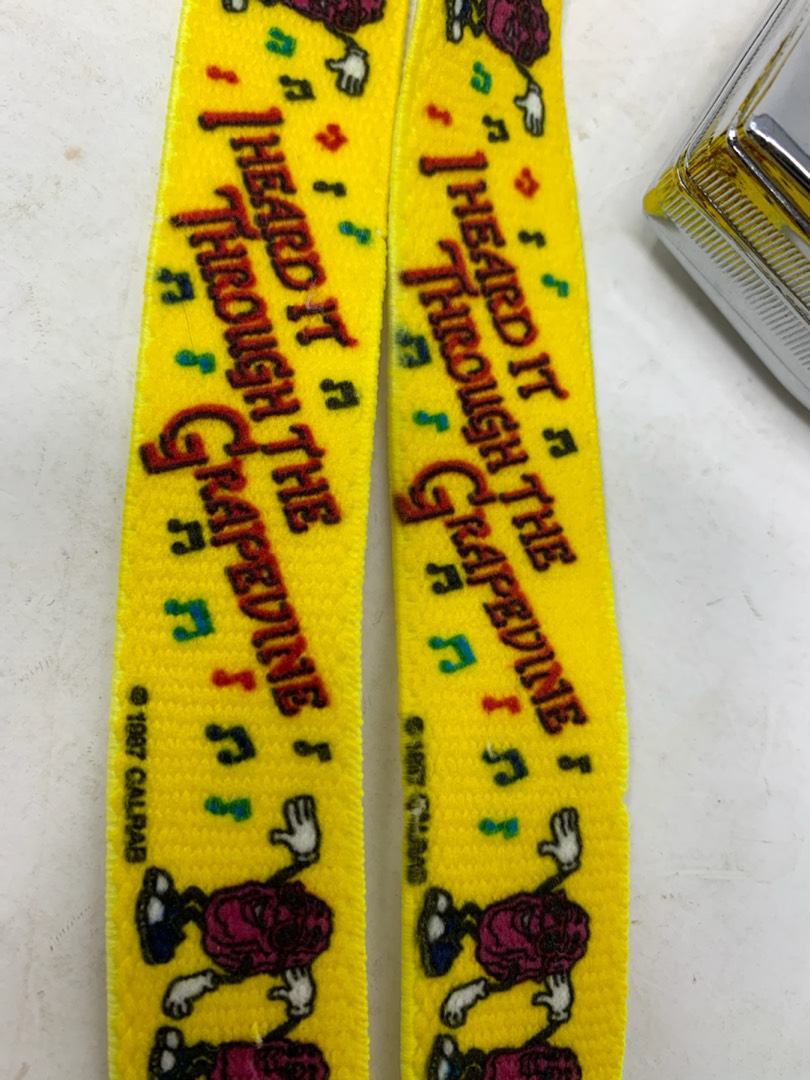 I HEARD IT
THROUGH THE
GRAPEVINE
© 1987 CALRAB
I HEARD IT
THROUGH THE
GRAPEVINE
© 1987 CALRAB